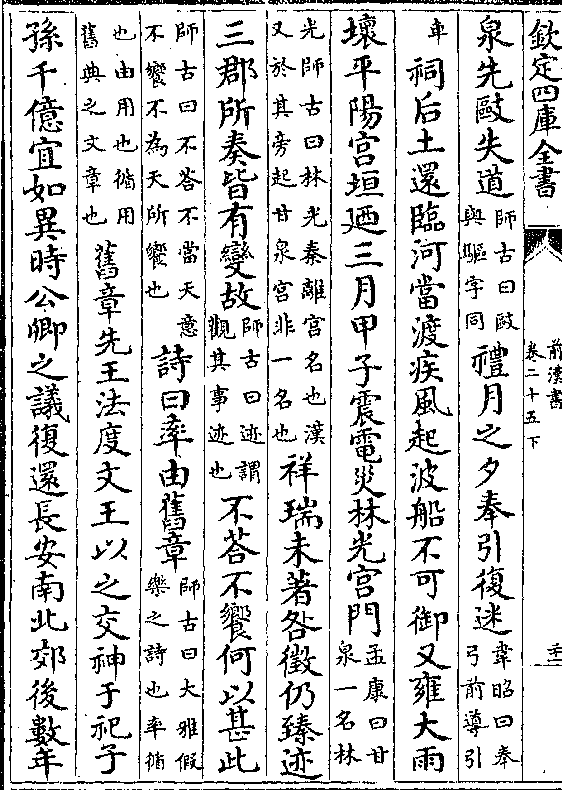 欽定四庫全書
前漢書
卷二十五下
泉先毆失道
師古曰毆
與驅字同
禮月之夕奉引復迷
韋昭曰奉
引前導引
車
祠后土還臨河當渡疾風起波船不可御又雍大雨
壞平陽宫垣廼三月甲子震電災林光宫門
孟康曰甘
泉一名林
光師古曰林光秦離宫名也漢
又於其旁起甘泉宫非一名也
祥瑞未著咎徵仍臻迹
三郡所奏皆有變故
師古曰迹謂
觀其事迹也
不荅不饗何以甚此
師古曰不答不當天意
不饗不為天所饗也
詩曰率由舊章
師古曰大雅假
樂之詩也率循
也由用也循用
舊典之文章也
舊章先王法度文王以之交神于祀子
孫千億宜如異時公卿之議復還長安南北郊後數年